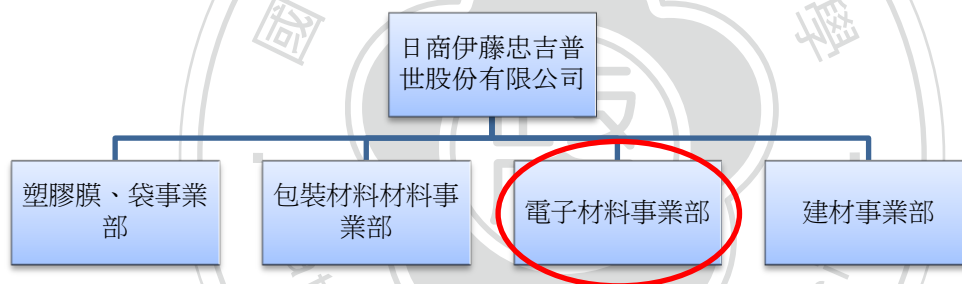 國
學
日商伊藤忠吉普
世股份有限公司
塑膠膜、袋事業
部
包裝材料材料事
業部
電子材料事業部
建材事業部